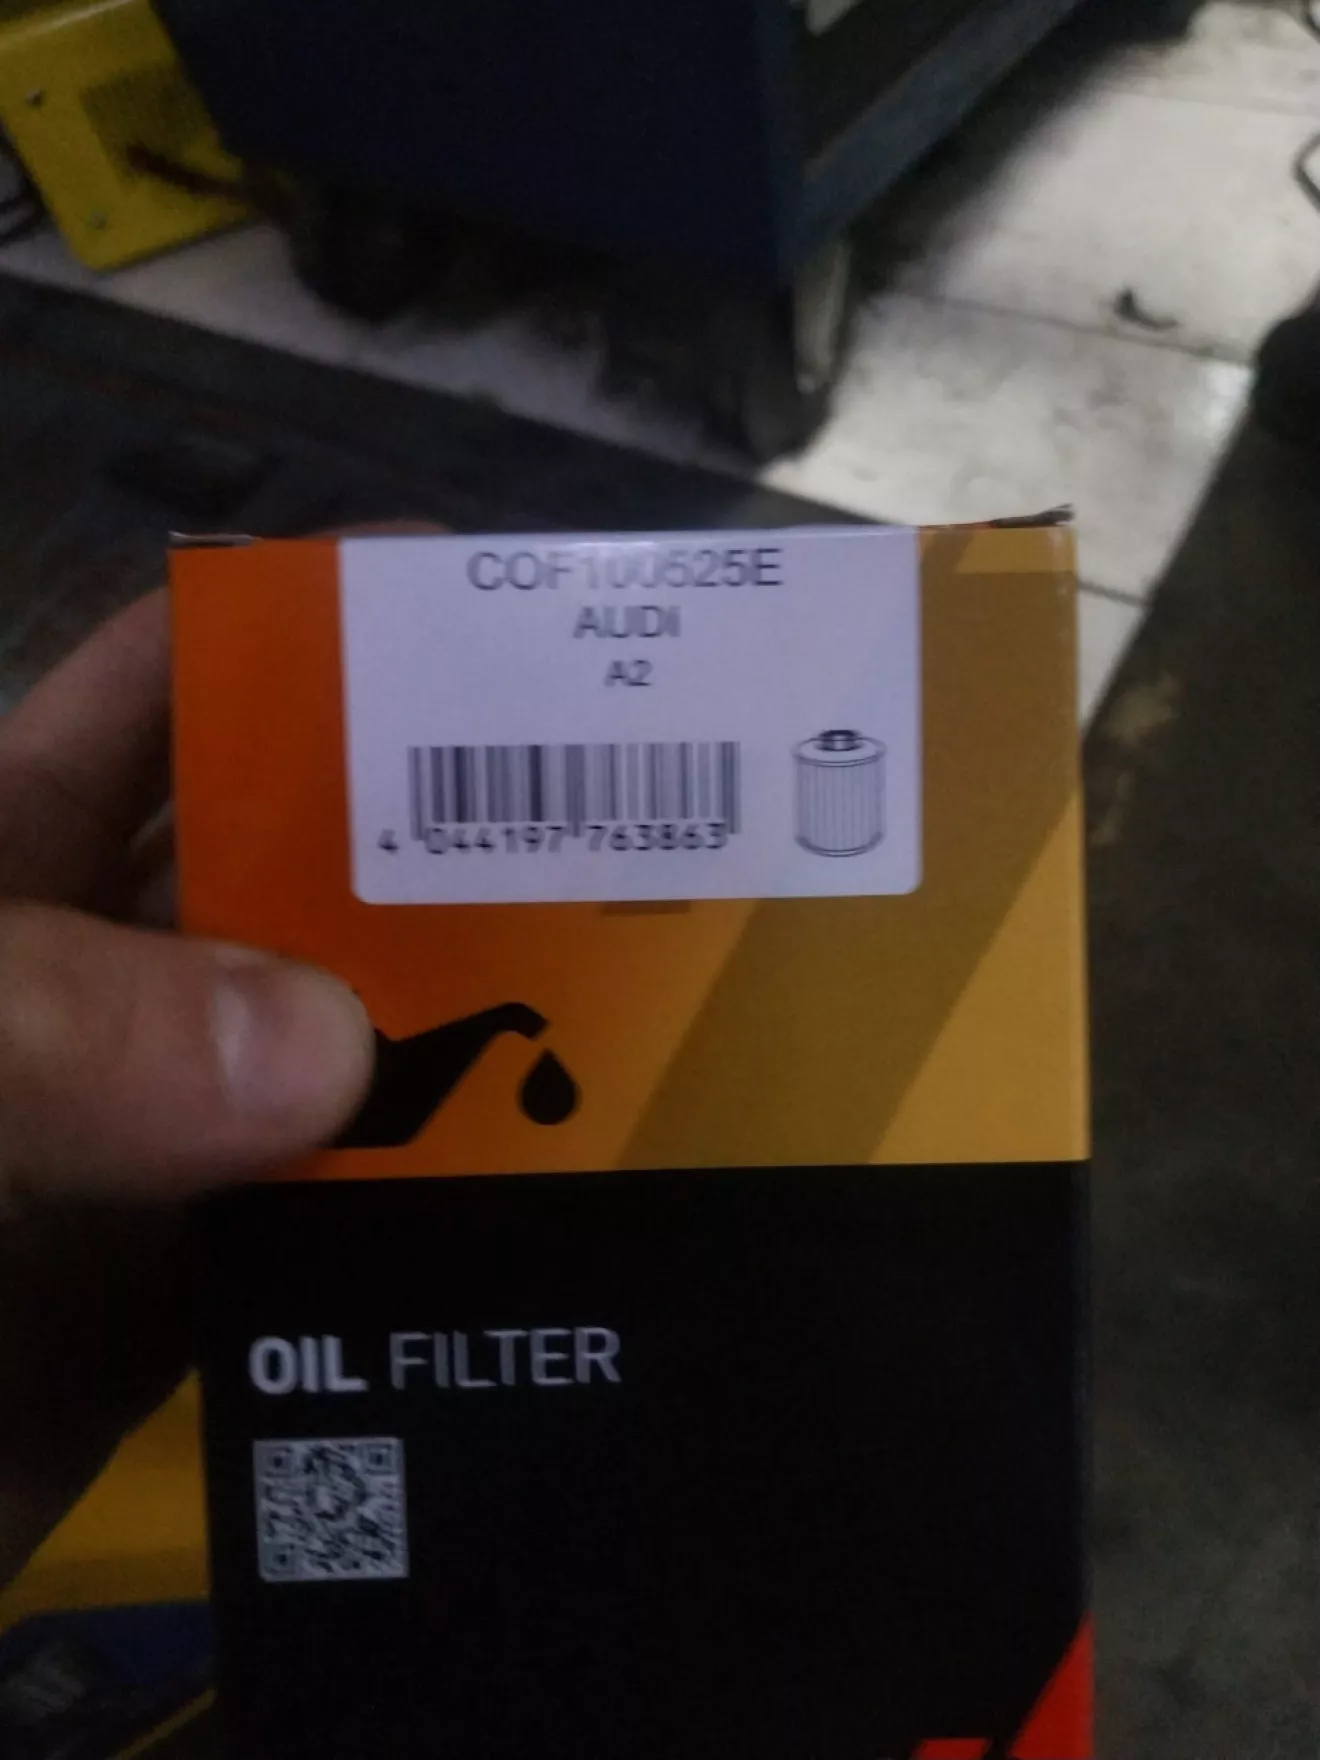 COF100525E
AUDI
A2
4 044197 763863
OIL FILTER